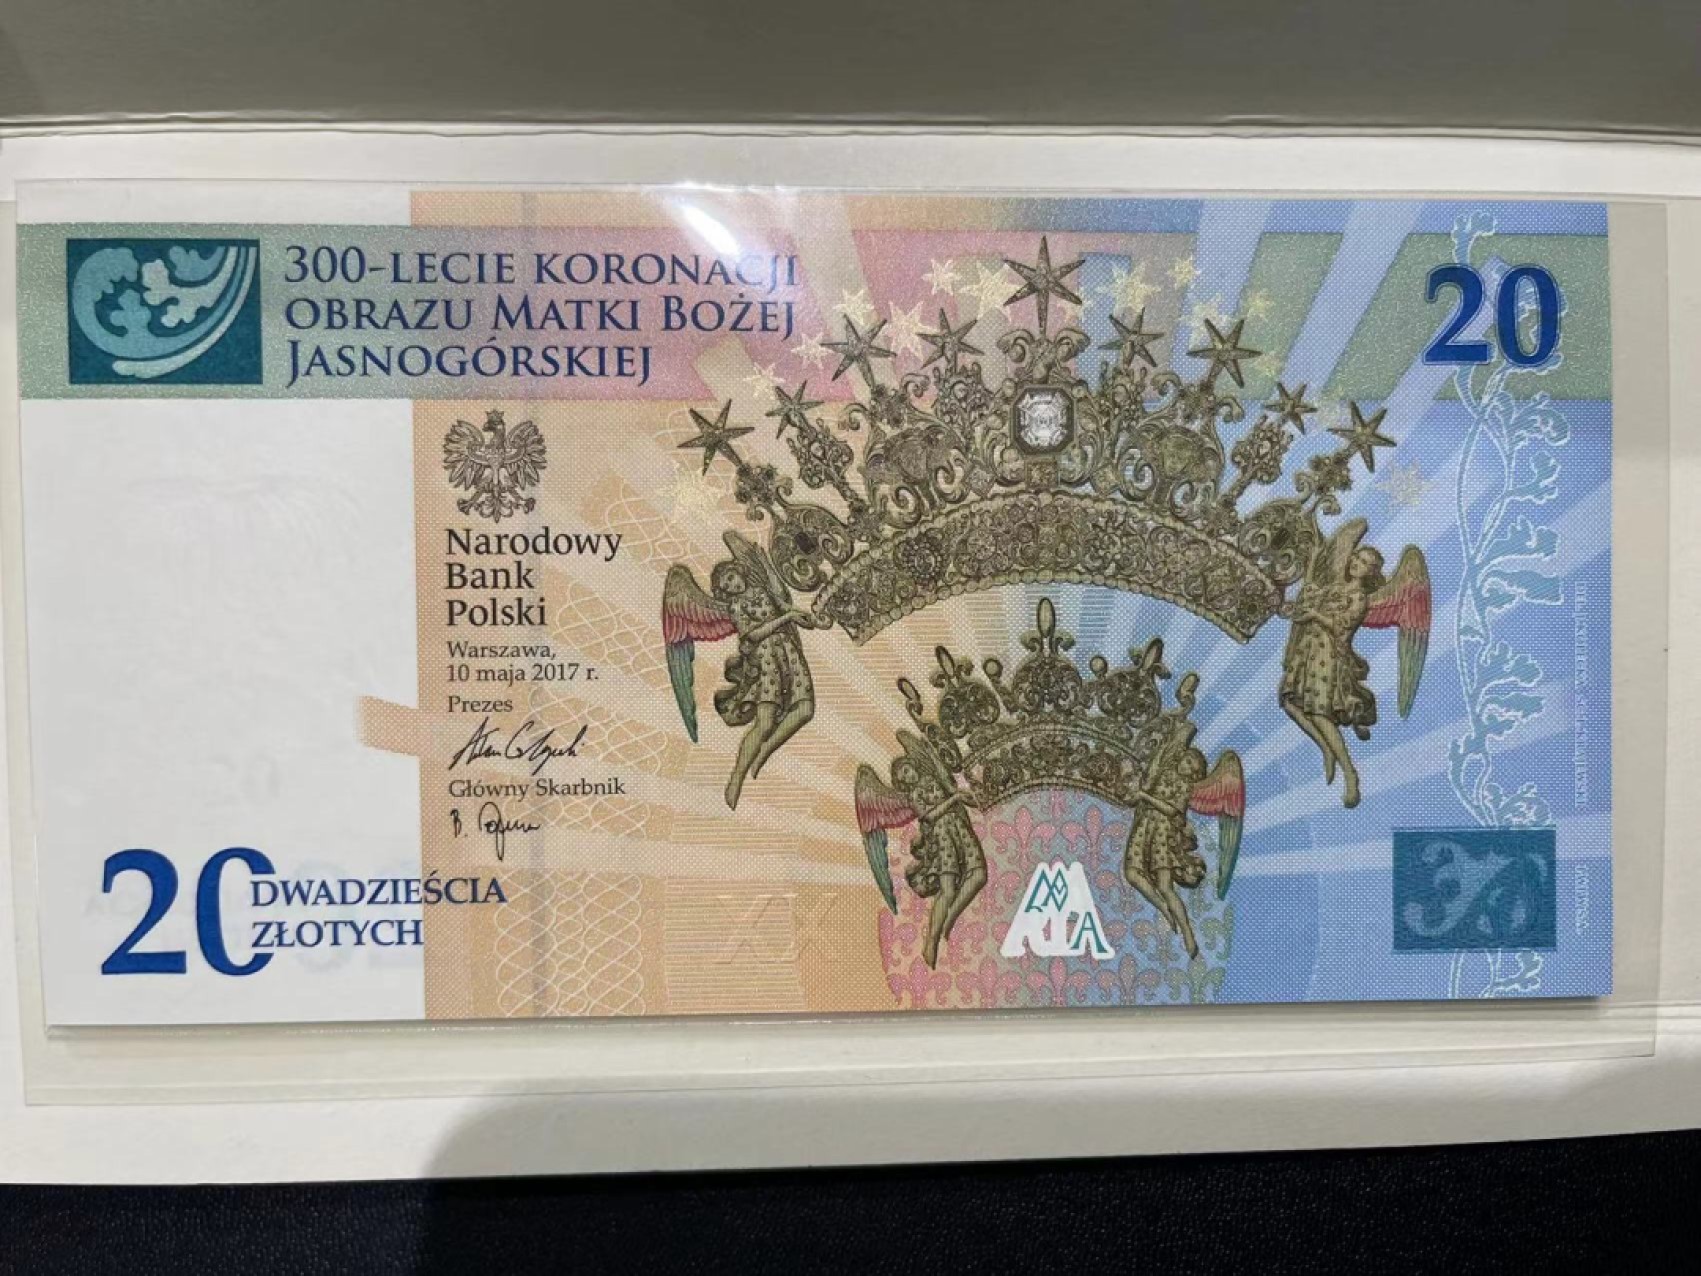 300-LECIE KORONACJI
OBRAZU MATKI BOŻEJ
JASNOGÓRSKIEJ
20
Narodowy
Bank
Polski
Warszawa,
10 maja 2017 r.
Prezes
Główny Skarbnik
20 DWADZIEŚCIA
ZŁOTYCH
XX